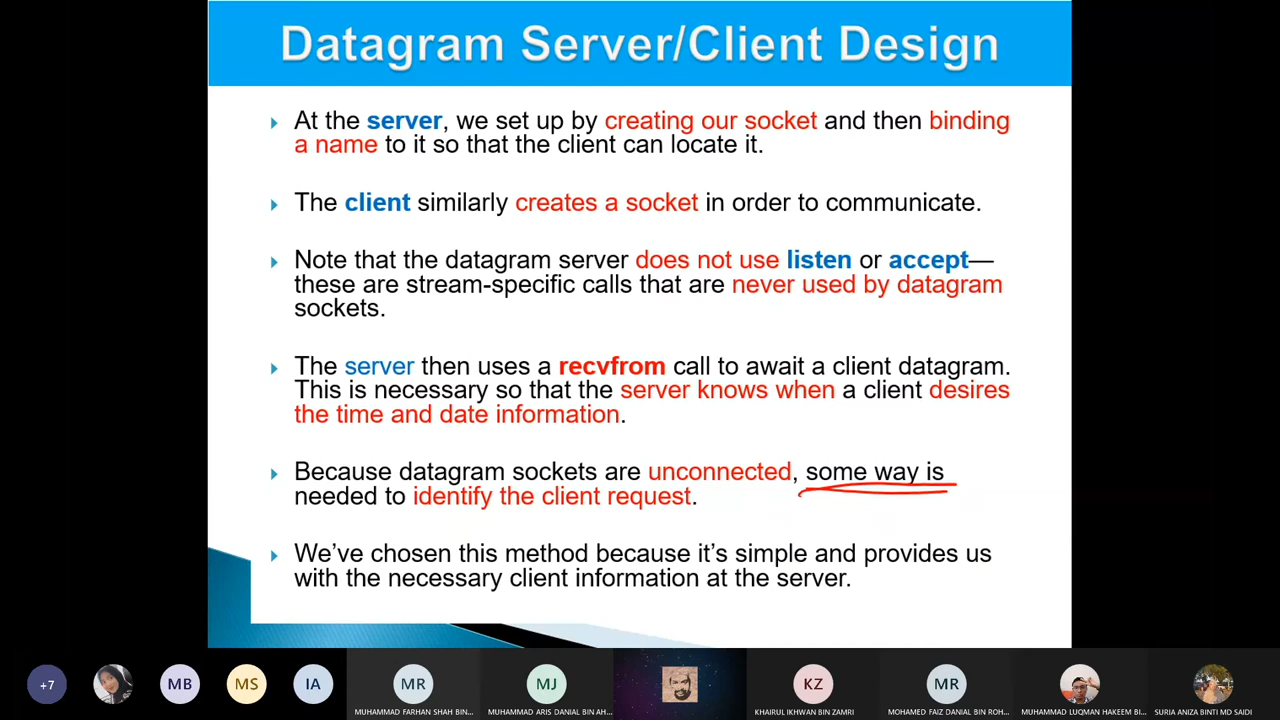 Datagram Server/Client Design
At the server, we set up by creating our socket and then binding
a name to it so that the client can locate it.
The client similarly creates a socket in order to communicate.
Note that the datagram server does not use listen or accept—
these are stream-specific calls that are never used by datagram
sockets.
The server then uses a recvfrom call to await a client datagram.
This is necessary so that the server knows when a client desires
the time and date information.
Because datagram sockets are unconnected, some way is
needed to identify the client request.
We’ve chosen this method because it’s simple and provides us
with the necessary client information at the server.
+7 MB MS IA MR MJ KZ MR
MUHAMMAD FARHAN SHAH BIN... MUHAMMAD ARIS DANIAL BIN AH... KHAIRUL IKHWAN BIN ZAMRI MOHAMED FAIZ DANIAL BIN ROH... MUHAMMAD LUQMAN HAKEEM BI... SURIA ANIZA BINTI MD SAIDI